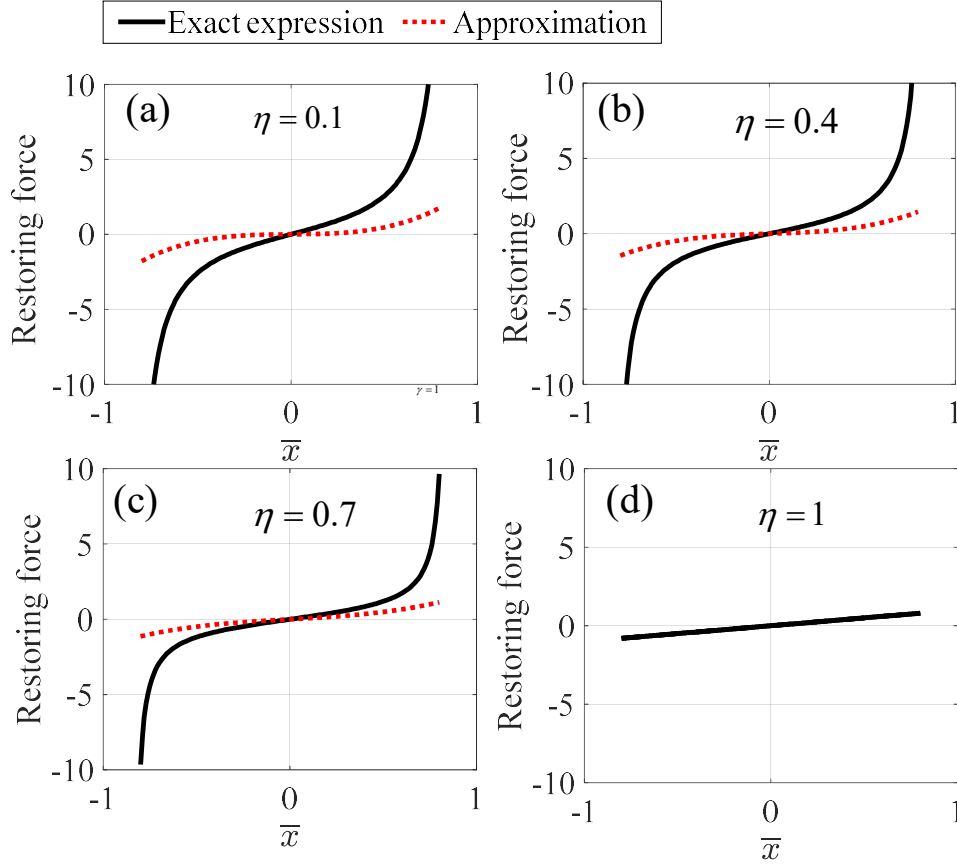 Exact expression Approximation
(a)
η = 0.1
10
5
0
-5
-10
-1
0
1
γ = 1
x̅
Restoring force
(b)
η = 0.4
10
5
0
-5
-10
-1
0
1
x̅
Restoring force
(c)
η = 0.7
10
5
0
-5
-10
-1
0
1
x̅
Restoring force
(d)
η = 1
10
5
0
-5
-10
-1
0
1
x̅
Restoring force